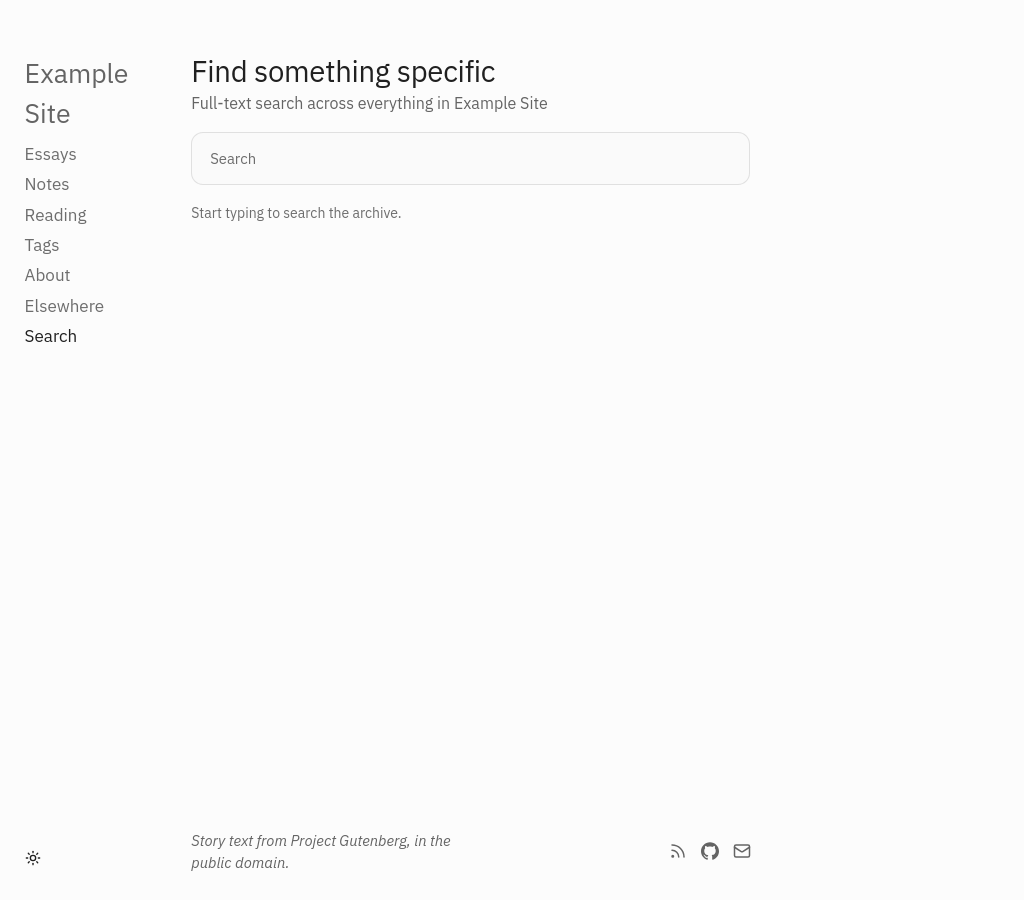 Example
Site
Essays
Notes
Reading
Tags
About
Elsewhere
Search
Find something specific
Full-text search across everything in Example Site
Search
Start typing to search the archive.
Story text from Project Gutenberg, in the
public domain.